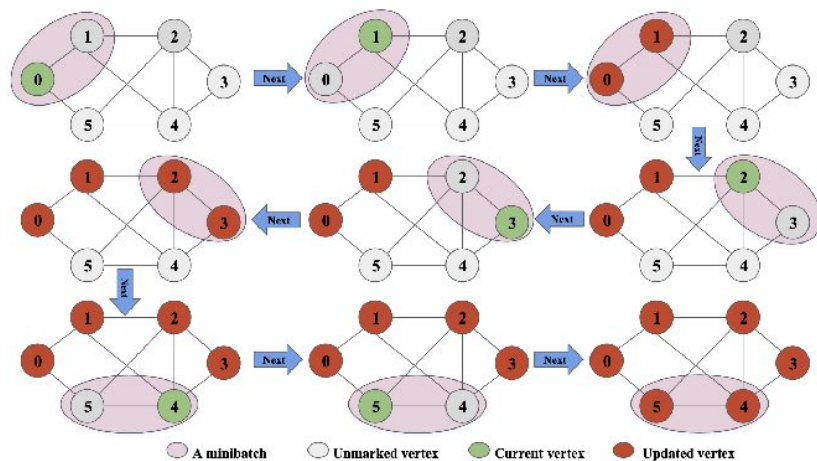 1 2 Next 1 2 Next 1 2
0 3 0 3 0 3
5 4 5 4 5 4
Next
1 2 1 2 1 2
0 3 Next 0 3 Next 0 3
5 4 5 4 5 4
Next
1 2 1 2 1 2
0 3 Next 0 3 Next 0 3
5 4 5 4 5 4
A minibatch Unmarked vertex Current vertex Updated vertex